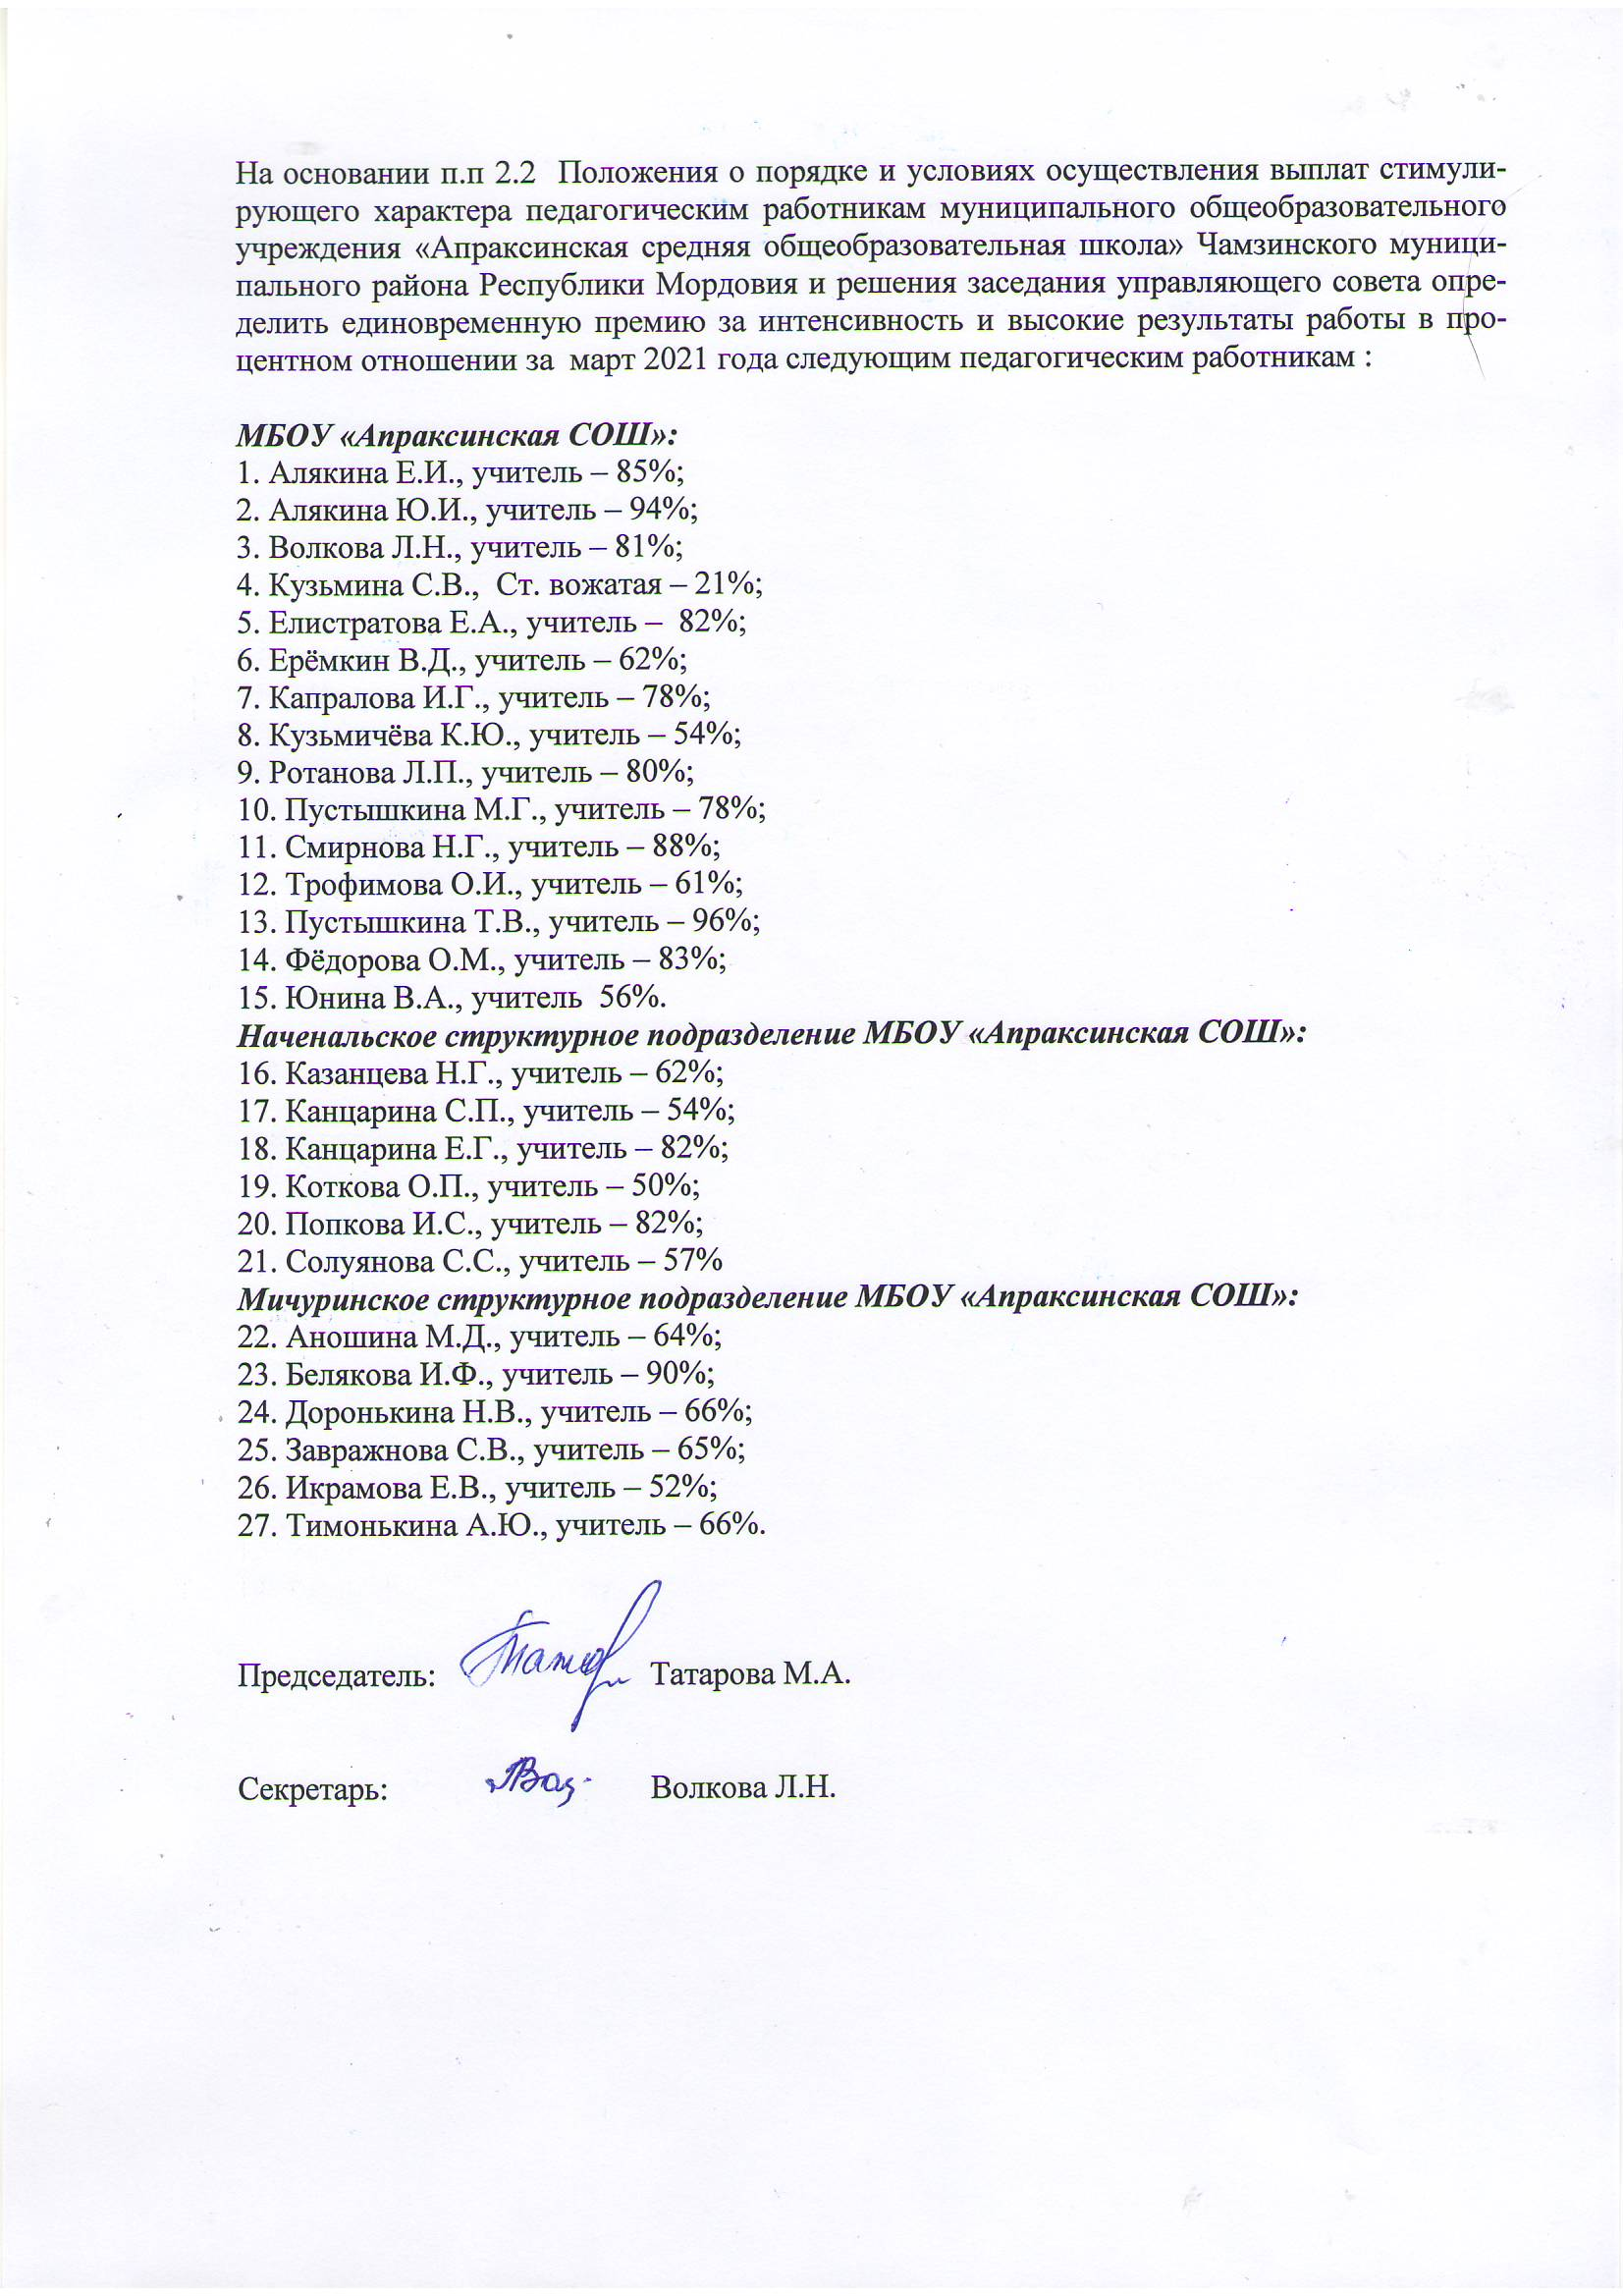 На основании п.п 2.2 Положения о порядке и условиях осуществления выплат стимули-
рующего характера педагогическим работникам муниципального общеобразовательного
учреждения «Апраксинская средняя общеобразовательная школа» Чамзинского муници-
пального района Республики Мордовия и решения заседания управляющего совета опре-
делить единовременную премию за интенсивность и высокие результаты работы в про-
центном отношении за март 2021 года следующим педагогическим работникам :
МБОУ «Апраксинская СОШ»:
1. Алякина Е.И., учитель – 85%;
2. Алякина Ю.И., учитель – 94%;
3. Волкова Л.Н., учитель – 81%;
4. Кузьмина С.В., Ст. вожатая – 21%;
5. Елистратова Е.А., учитель – 82%;
6. Ерёмкин В.Д., учитель – 62%;
7. Капралова И.Г., учитель – 78%;
8. Кузьмичёва К.Ю., учитель – 54%;
9. Ротанова Л.П., учитель – 80%;
10. Пустышкина М.Г., учитель – 78%;
11. Смирнова Н.Г., учитель – 88%;
12. Трофимова О.И., учитель – 61%;
13. Пустышкина Т.В., учитель – 96%;
14. Фёдорова О.М., учитель – 83%;
15. Юнина В.А., учитель 56%.
Наченальское структурное подразделение МБОУ «Апраксинская СОШ»:
16. Казанцева Н.Г., учитель – 62%;
17. Канцарина С.П., учитель – 54%;
18. Канцарина Е.Г., учитель – 82%;
19. Коткова О.П., учитель – 50%;
20. Попкова И.С., учитель – 82%;
21. Солуянова С.С., учитель – 57%
Мичуринское структурное подразделение МБОУ «Апраксинская СОШ»:
22. Аношина М.Д., учитель – 64%;
23. Белякова И.Ф., учитель – 90%;
24. Доронькина Н.В., учитель – 66%;
25. Завражнова С.В., учитель – 65%;
26. Икрамова Е.В., учитель – 52%;
27. Тимонькина А.Ю., учитель – 66%.
Председатель: Татарова М.А.
Секретарь: Волкова Л.Н.